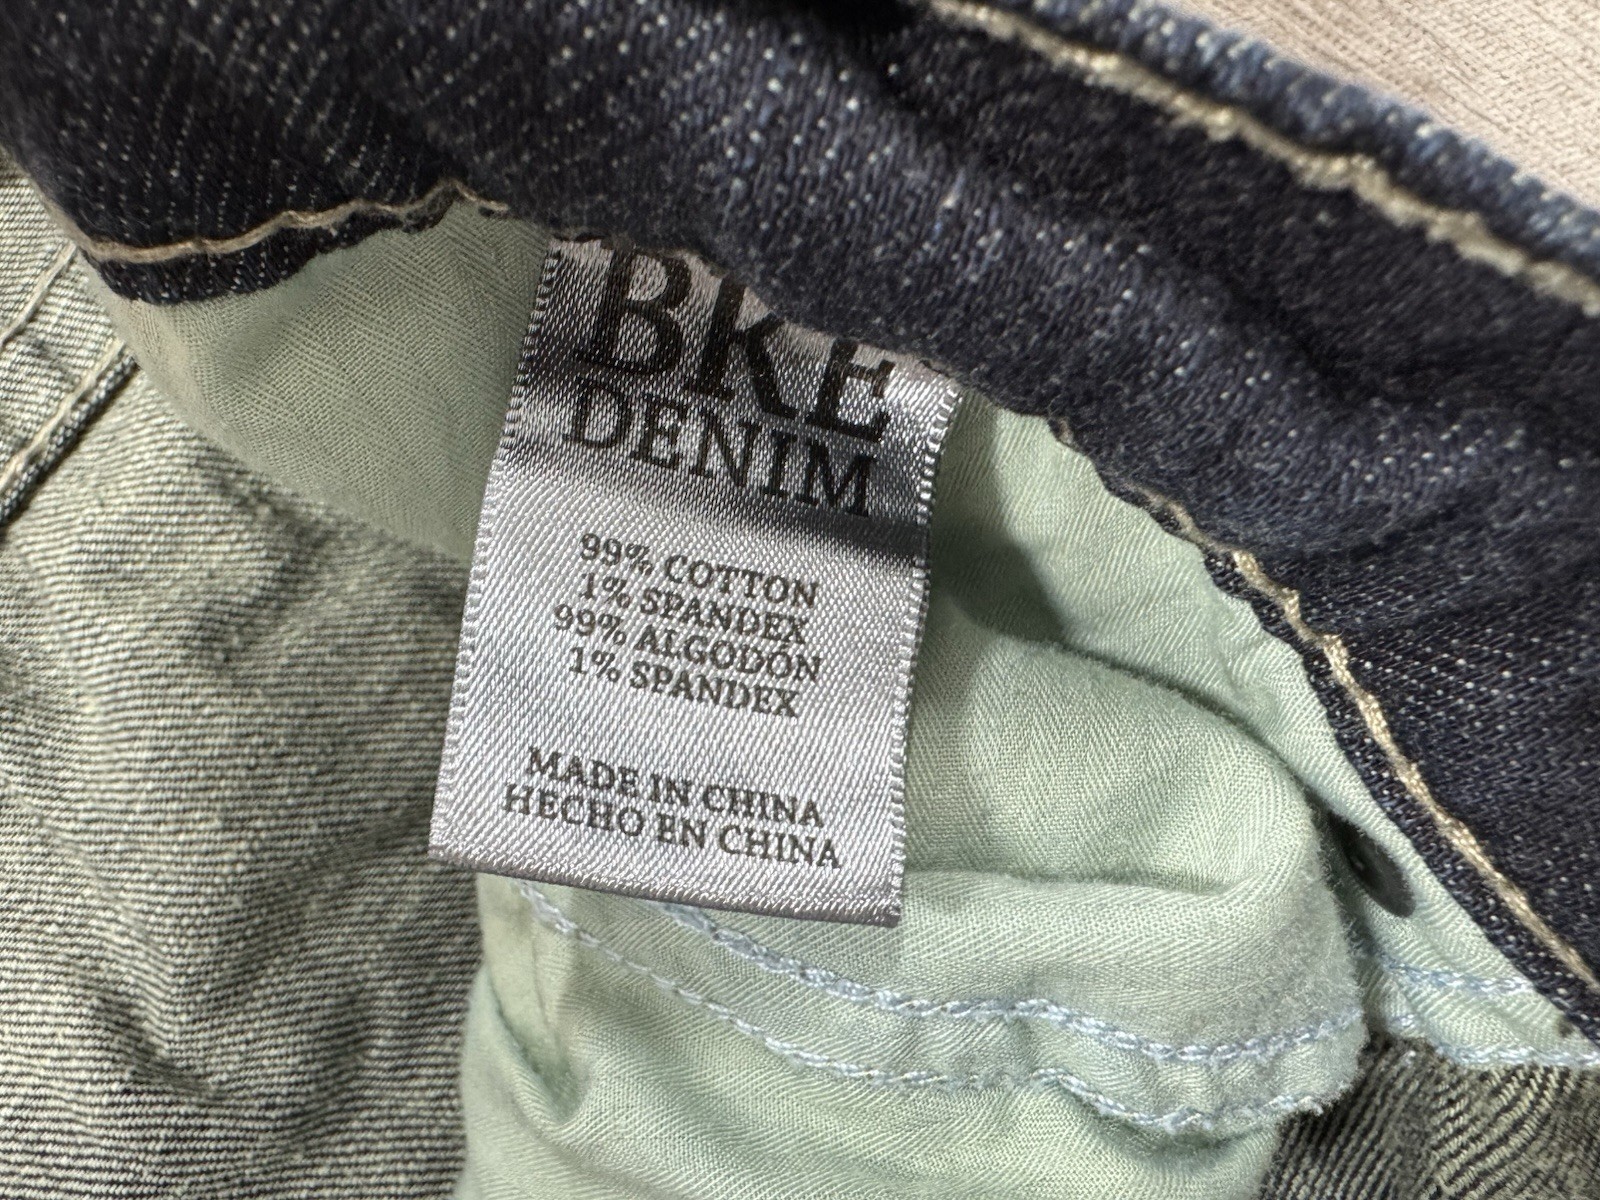 BKE
DENIM
99% COTTON
1% SPANDEX
99% ALGODÓN
1% SPANDEX
MADE IN CHINA
HECHO EN CHINA